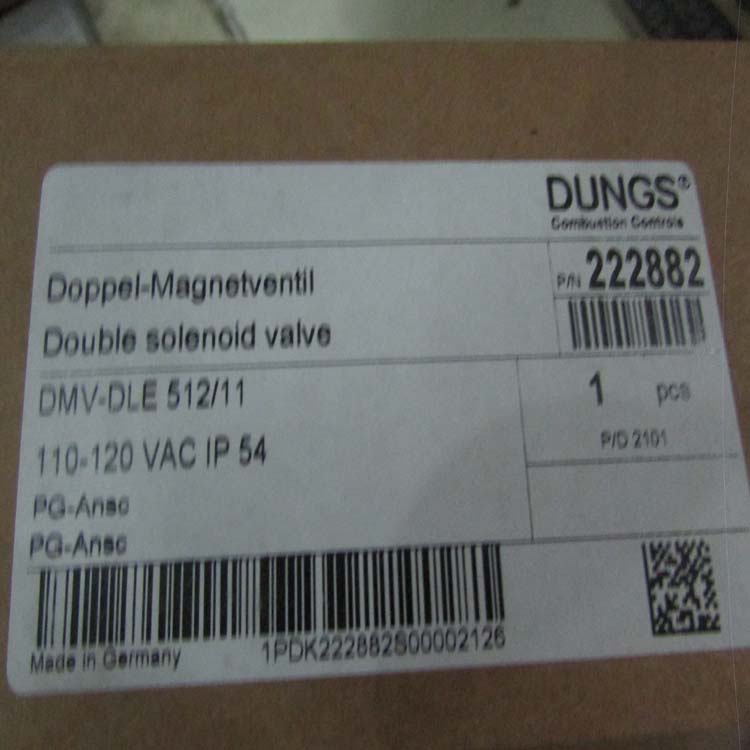 DUNGS®
Combustion Controls
Doppel-Magnetventil
Double solenoid valve
P/N 222882
DMV-DLE 512/11
110-120 VAC IP 54
1 pcs
P/D 2101
PG-Ansc
PG-Ansc
1PDK222882S00002126
Made in Germany